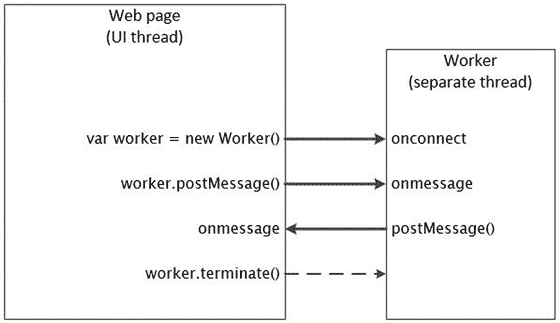 Web page
(UI thread)
Worker
(separate thread)
var worker = new Worker()
onconnect
worker.postMessage()
onmessage
onmessage
postMessage()
worker.terminate()